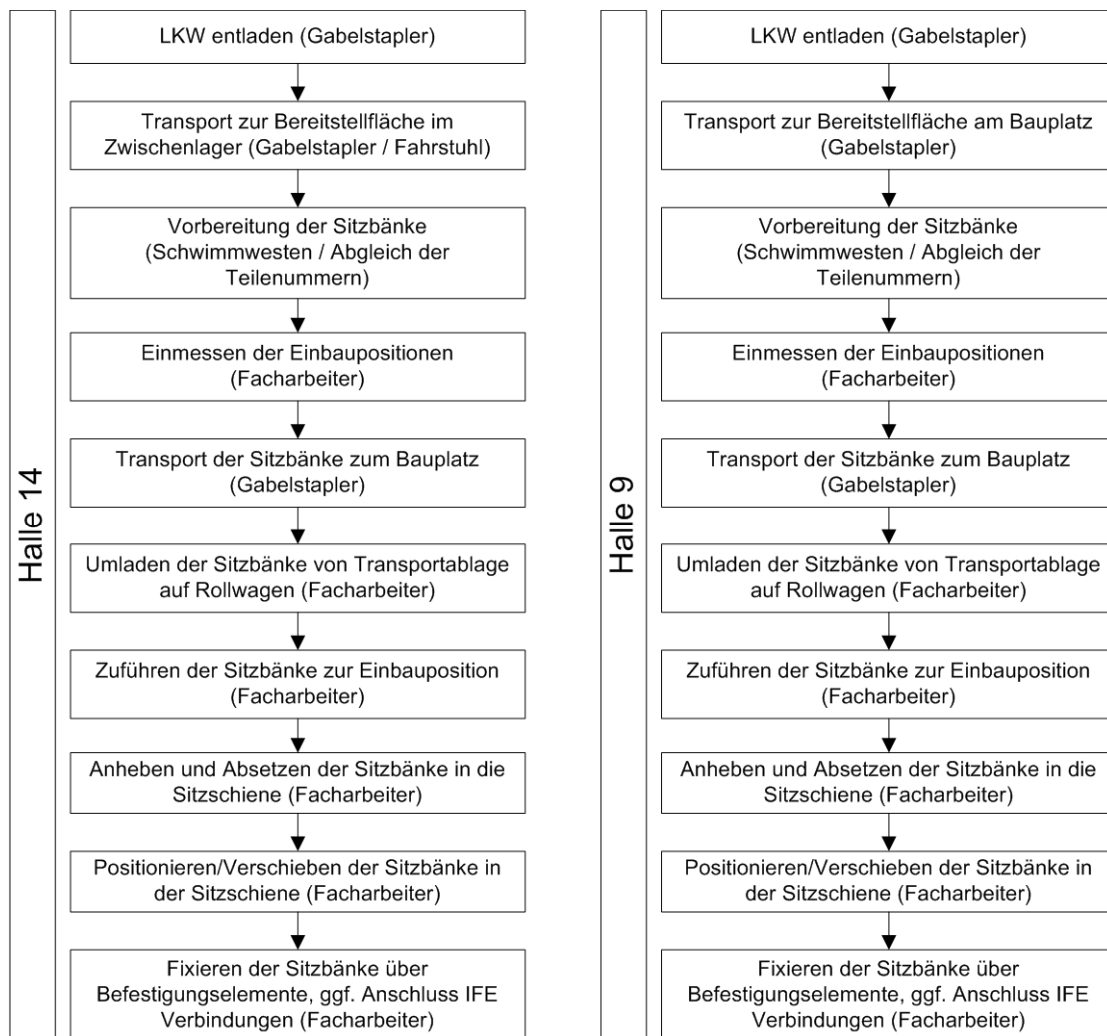 Halle 14
LKW entladen (Gabelstapler)
Transport zur Bereitstellfläche im
Zwischenlager (Gabelstapler / Fahrstuhl)
Vorbereitung der Sitzbänke
(Schwimmwesten / Abgleich der
Teilenummern)
Einmessen der Einbaupositionen
(Facharbeiter)
Transport der Sitzbänke zum Bauplatz
(Gabelstapler)
Umladen der Sitzbänke von Transportablage
auf Rollwagen (Facharbeiter)
Zuführen der Sitzbänke zur Einbauposition
(Facharbeiter)
Anheben und Absetzen der Sitzbänke in die
Sitzschiene (Facharbeiter)
Positionieren/Verschieben der Sitzbänke in
der Sitzschiene (Facharbeiter)
Fixieren der Sitzbänke über
Befestigungselemente, ggf. Anschluss IFE
Verbindungen (Facharbeiter)
Halle 9
LKW entladen (Gabelstapler)
Transport zur Bereitstellfläche am Bauplatz
(Gabelstapler)
Vorbereitung der Sitzbänke
(Schwimmwesten / Abgleich der
Teilenummern)
Einmessen der Einbaupositionen
(Facharbeiter)
Transport der Sitzbänke zum Bauplatz
(Gabelstapler)
Umladen der Sitzbänke von Transportablage
auf Rollwagen (Facharbeiter)
Zuführen der Sitzbänke zur Einbauposition
(Facharbeiter)
Anheben und Absetzen der Sitzbänke in die
Sitzschiene (Facharbeiter)
Positionieren/Verschieben der Sitzbänke in
der Sitzschiene (Facharbeiter)
Fixieren der Sitzbänke über
Befestigungselemente, ggf. Anschluss IFE
Verbindungen (Facharbeiter)